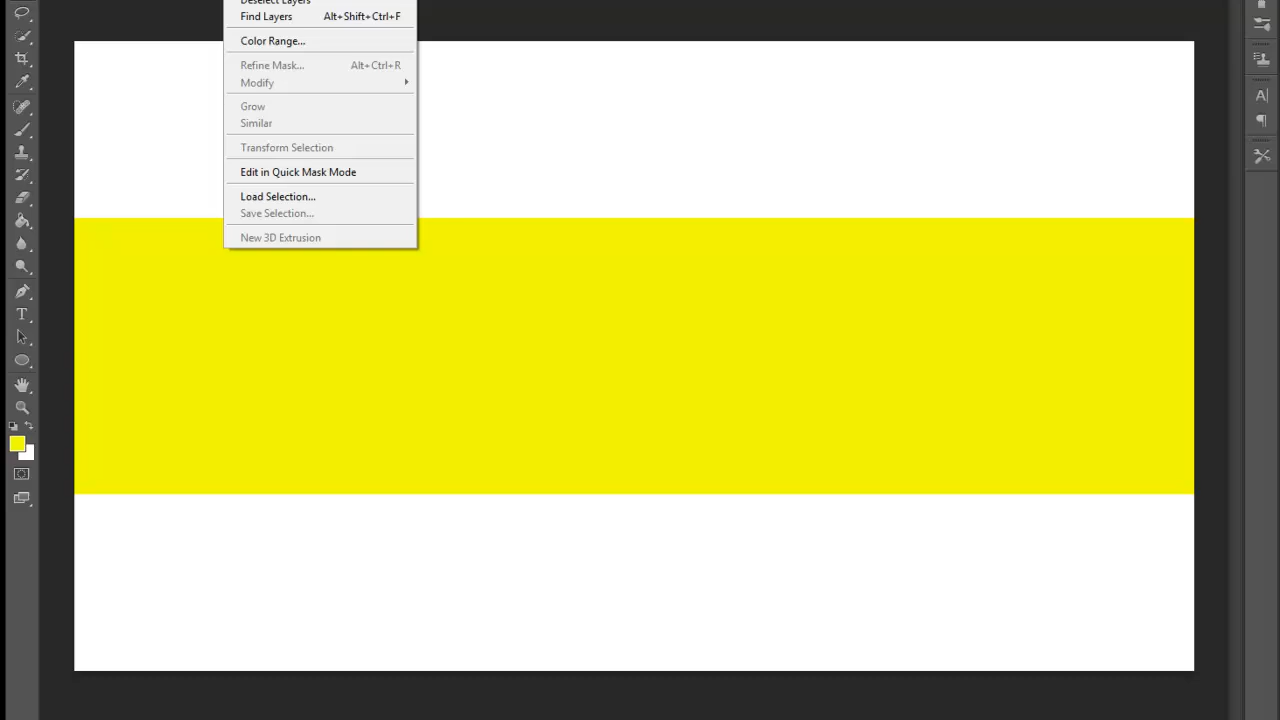 Deselect Layers
Find Layers Alt+Shift+Ctrl+F
Color Range...
Refine Mask... Alt+Ctrl+R
Modify
Grow
Similar
Transform Selection
Edit in Quick Mask Mode
Load Selection...
Save Selection...
New 3D Extrusion